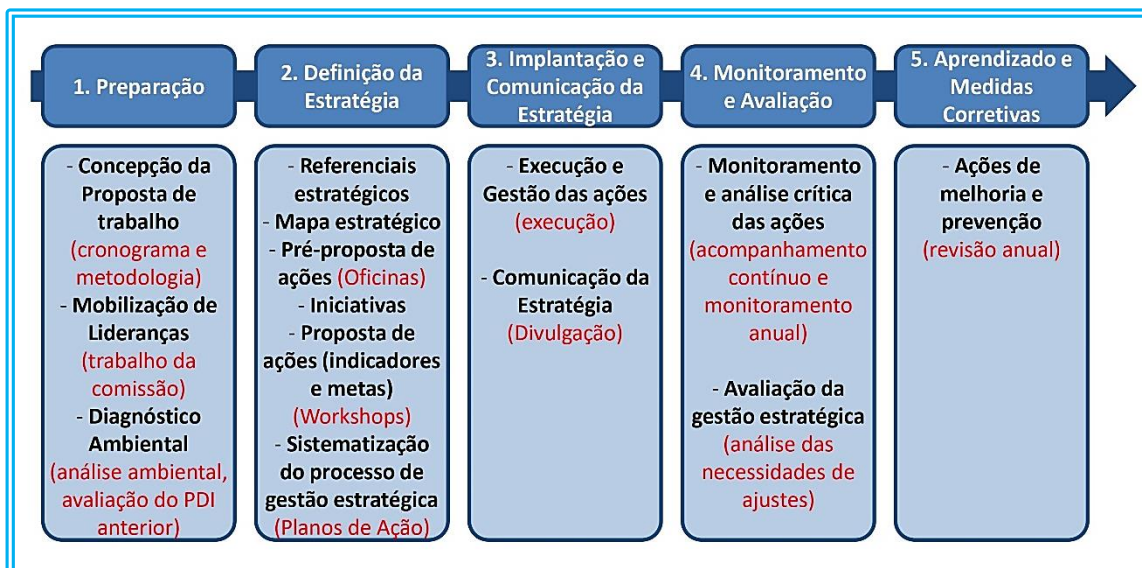 1. Preparação
2. Definição da
Estratégia
3. Implantação e
Comunicação da
Estratégia
4. Monitoramento
e Avaliação
5. Aprendizado e
Medidas
Corretivas
- Concepção da
Proposta de
trabalho
(cronograma e
metodologia)
- Mobilização de
Lideranças
(trabalho da
comissão)
- Diagnóstico
Ambiental
(análise ambiental,
avaliação do PDI
anterior)
- Referenciais
estratégicos
- Mapa estratégico
- Pré-proposta de
ações (Oficinas)
- Iniciativas
- Proposta de
ações (indicadores
e metas)
(Workshops)
- Sistematização
do processo de
gestão estratégica
(Planos de Ação)
- Execução e
Gestão das ações
(execução)
- Comunicação da
Estratégia
(Divulgação)
- Monitoramento
e análise crítica
das ações
(acompanhamento
contínuo e
monitoramento
anual)
- Avaliação da
gestão estratégica
(análise das
necessidades de
ajustes)
- Ações de
melhoria e
prevenção
(revisão anual)